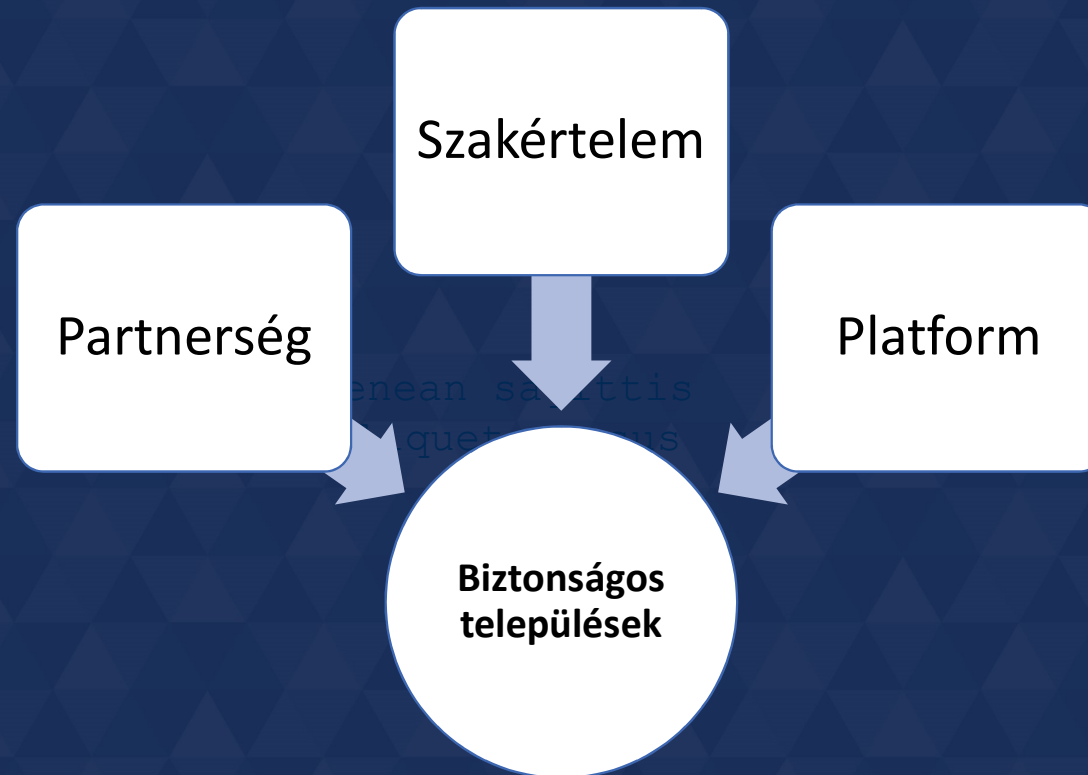 Szakértelem
Partnerség
Platform
Biztonságos
települések